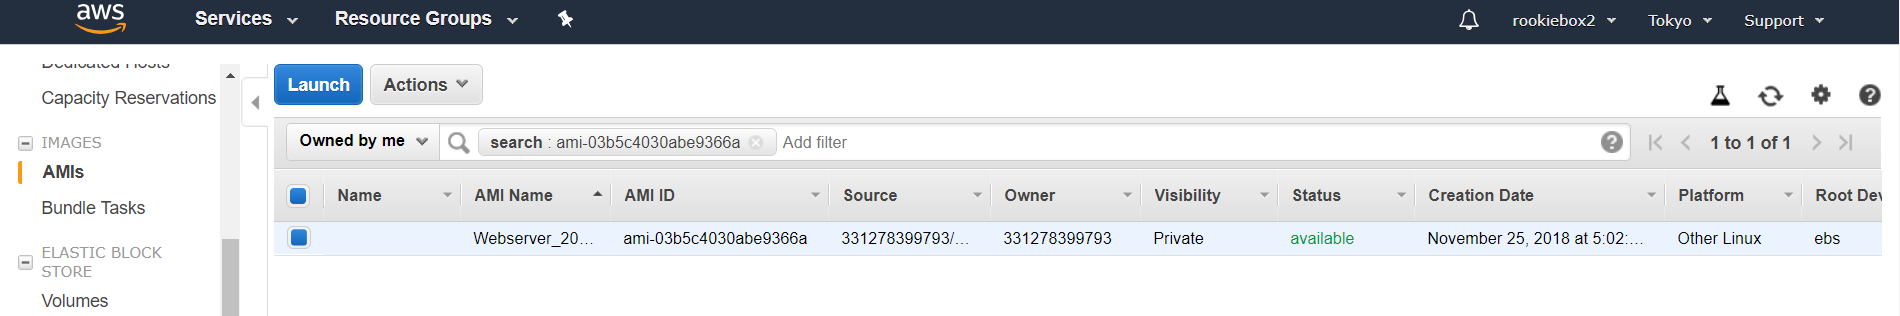 aws Services Resource Groups rookiebox2 Tokyo Support
Dedicated Hosts
Capacity Reservations
IMAGES
AMIs
Bundle Tasks
ELASTIC BLOCK
STORE
Volumes
Launch Actions
Owned by me search : ami-03b5c4030abe9366a Add filter 1 to 1 of 1
Name AMI Name AMI ID Source Owner Visibility Status Creation Date Platform Root Dev
Webserver_20... ami-03b5c4030abe9366a 331278399793/... 331278399793 Private available November 25, 2018 at 5:02:... Other Linux ebs